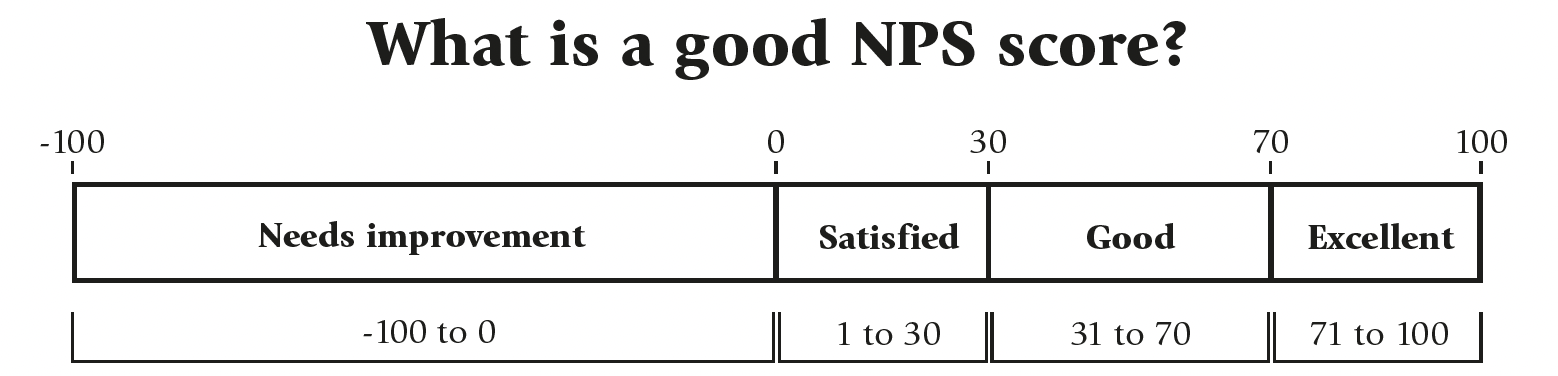 What is a good NPS score?
-100 0 30 70 100
Needs improvement Satisfied Good Excellent
-100 to 0 1 to 30 31 to 70 71 to 100